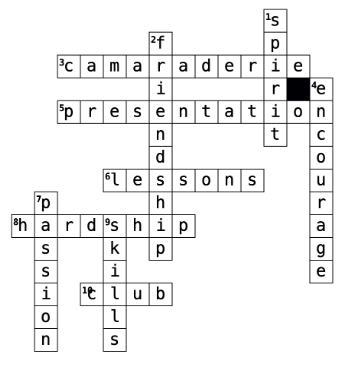 1s
2f p
3c a m a r a d e r i e
i r 4e
5p r e s e n t a t i o n
n t c
d o
6l e s s o n s u
7p h r
8h a r d 9s h i p a
s k p g
s i e
i 10c l u b
o l
n s